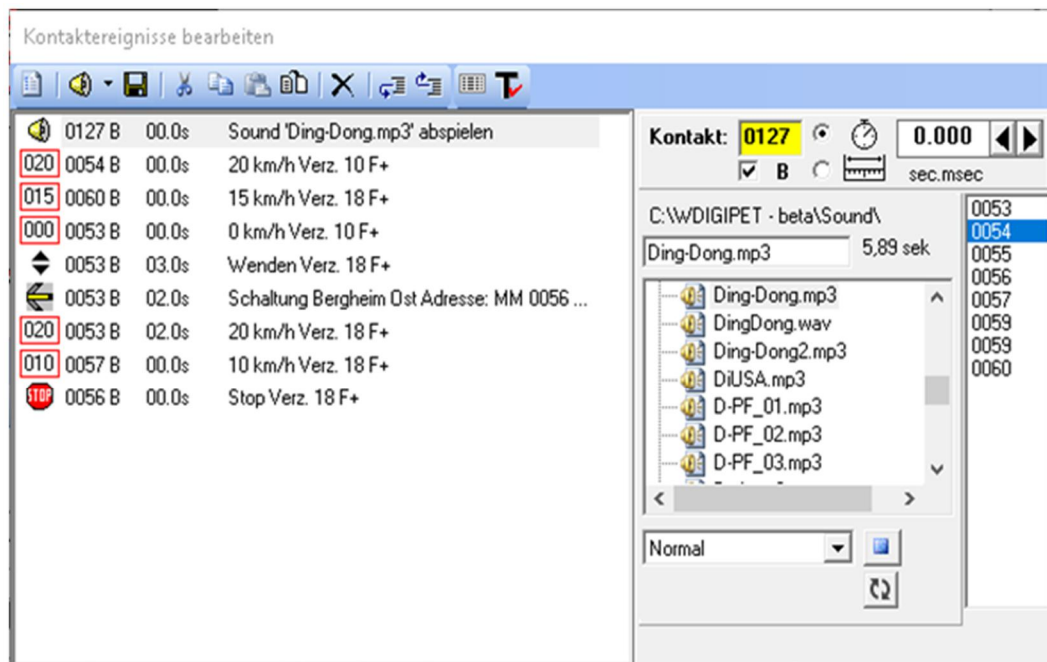 Kontaktereignisse bearbeiten
0127 B 00.0s Sound 'Ding-Dong.mp3' abspielen
020 0054 B 00.0s 20 km/h Verz. 10 F+
015 0060 B 00.0s 15 km/h Verz. 18 F+
000 0053 B 00.0s 0 km/h Verz. 10 F+
0053 B 03.0s Wenden Verz. 18 F+
0053 B 02.0s Schaltung Bergheim Ost Adresse: MM 0056 ...
020 0053 B 02.0s 20 km/h Verz. 18 F+
010 0057 B 00.0s 10 km/h Verz. 18 F+
STOP 0056 B 00.0s Stop Verz. 18 F+
Kontakt: 0127 0.000
B sec.msec
C:\WDIGIPET - beta\Sound\
Ding-Dong.mp3 5,89 sek
Ding-Dong.mp3
DingDong.wav
Ding-Dong2.mp3
DiUSA.mp3
D-PF_01.mp3
D-PF_02.mp3
D-PF_03.mp3
Normal
0053
0054
0055
0056
0057
0059
0059
0060